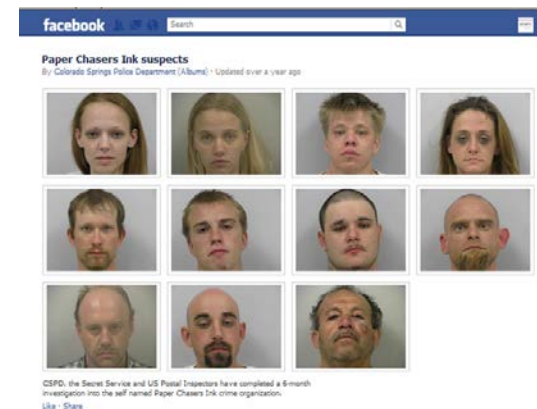 facebook
Search
Paper Chasers Ink suspects
By Colorado Springs Police Department (Albums) · Updated over a year ago
CSPD, the Secret Service and US Postal Inspectors have completed a 6-month
investigation into the self named Paper Chasers Ink crime organization.
Like · Share